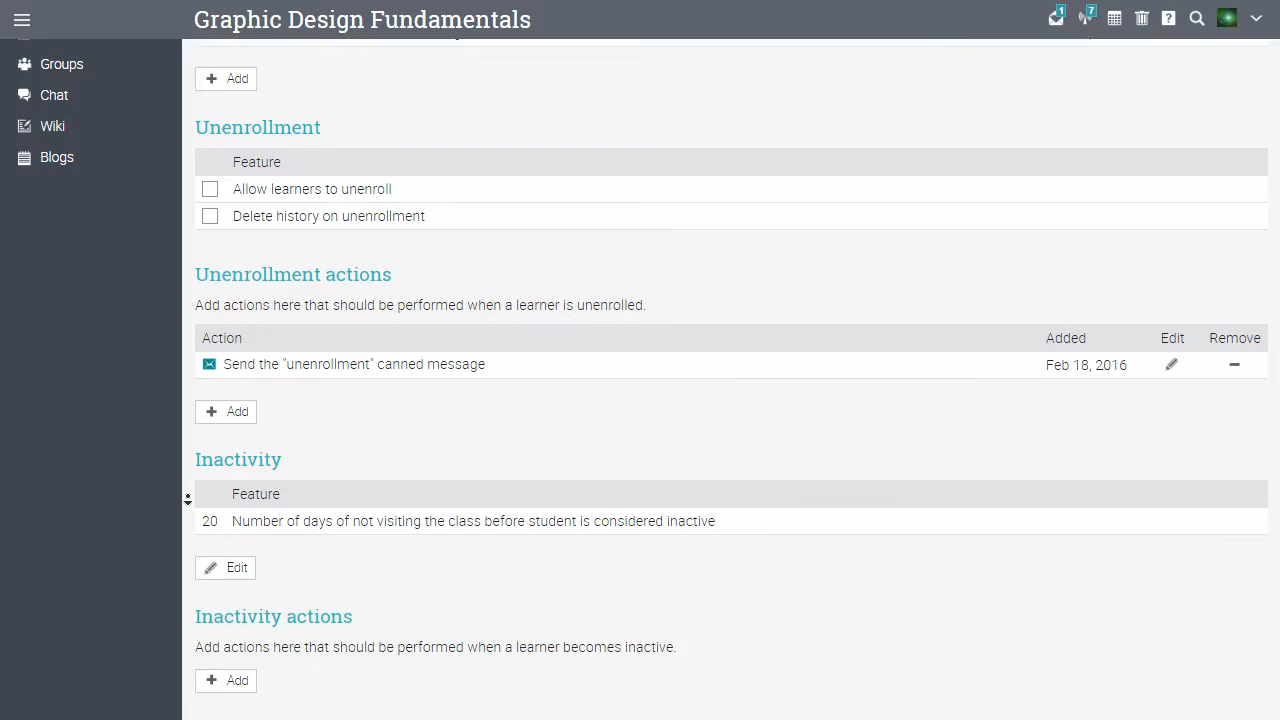 Graphic Design Fundamentals
1
7
Groups
Chat
Wiki
Blogs
Add
Unenrollment
Feature
Allow learners to unenroll
Delete history on unenrollment
Unenrollment actions
Add actions here that should be performed when a learner is unenrolled.
Action Added Edit Remove
Send the "unenrollment" canned message Feb 18, 2016
Add
Inactivity
Feature
20 Number of days of not visiting the class before student is considered inactive
Edit
Inactivity actions
Add actions here that should be performed when a learner becomes inactive.
Add